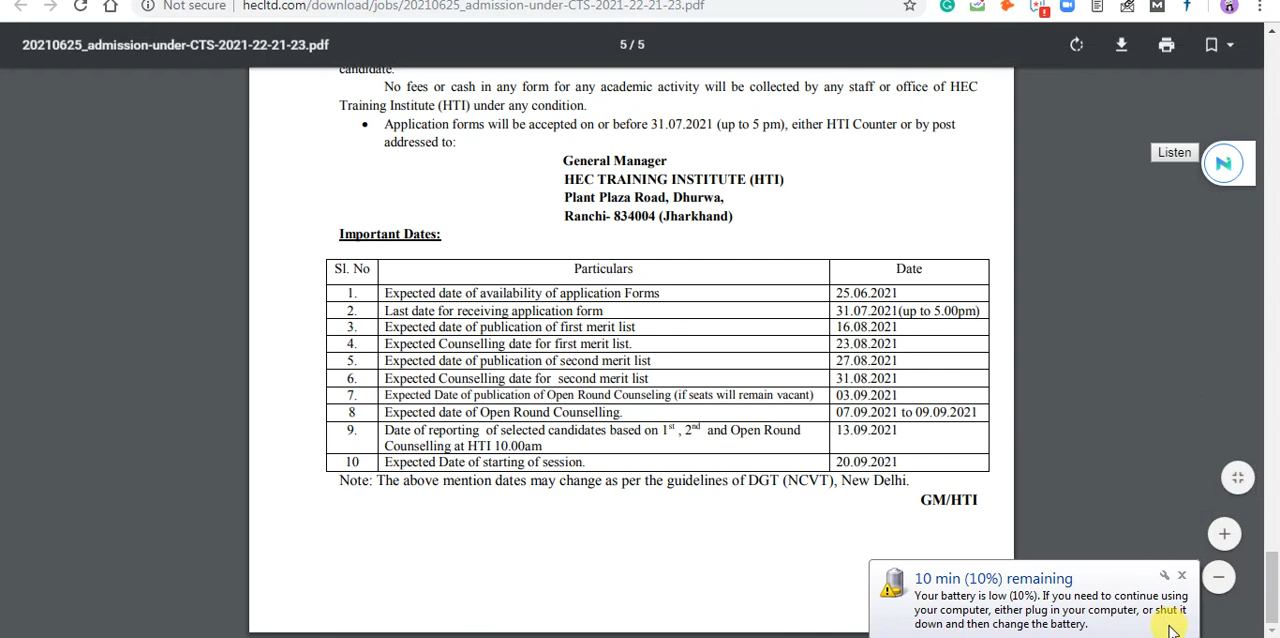 Not secure | hecltd.com/download/jobs/20210625_admission-under-CTS-2021-22-21-23.pdf
20210625_admission-under-CTS-2021-22-21-23.pdf 5 / 5
candidate.
No fees or cash in any form for any academic activity will be collected by any staff or office of HEC
Training Institute (HTI) under any condition.
• Application forms will be accepted on or before 31.07.2021 (up to 5 pm), either HTI Counter or by post
addressed to:
Listen
General Manager
HEC TRAINING INSTITUTE (HTI)
Plant Plaza Road, Dhurwa,
Ranchi- 834004 (Jharkhand)
Important Dates:
Sl. No Particulars Date
1. Expected date of availability of application Forms 25.06.2021
2. Last date for receiving application form 31.07.2021(up to 5.00pm)
3. Expected date of publication of first merit list 16.08.2021
4. Expected Counselling date for first merit list. 23.08.2021
5. Expected date of publication of second merit list 27.08.2021
6. Expected Counselling date for second merit list 31.08.2021
7. Expected Date of publication of Open Round Counseling (if seats will remain vacant) 03.09.2021
8 Expected date of Open Round Counselling. 07.09.2021 to 09.09.2021
9. Date of reporting of selected candidates based on 1st , 2nd and Open Round 13.09.2021
Counselling at HTI 10.00am
10 Expected Date of starting of session. 20.09.2021
Note: The above mention dates may change as per the guidelines of DGT (NCVT), New Delhi.
GM/HTI
10 min (10%) remaining
Your battery is low (10%). If you need to continue using
your computer, either plug in your computer, or shut it
down and then change the battery.